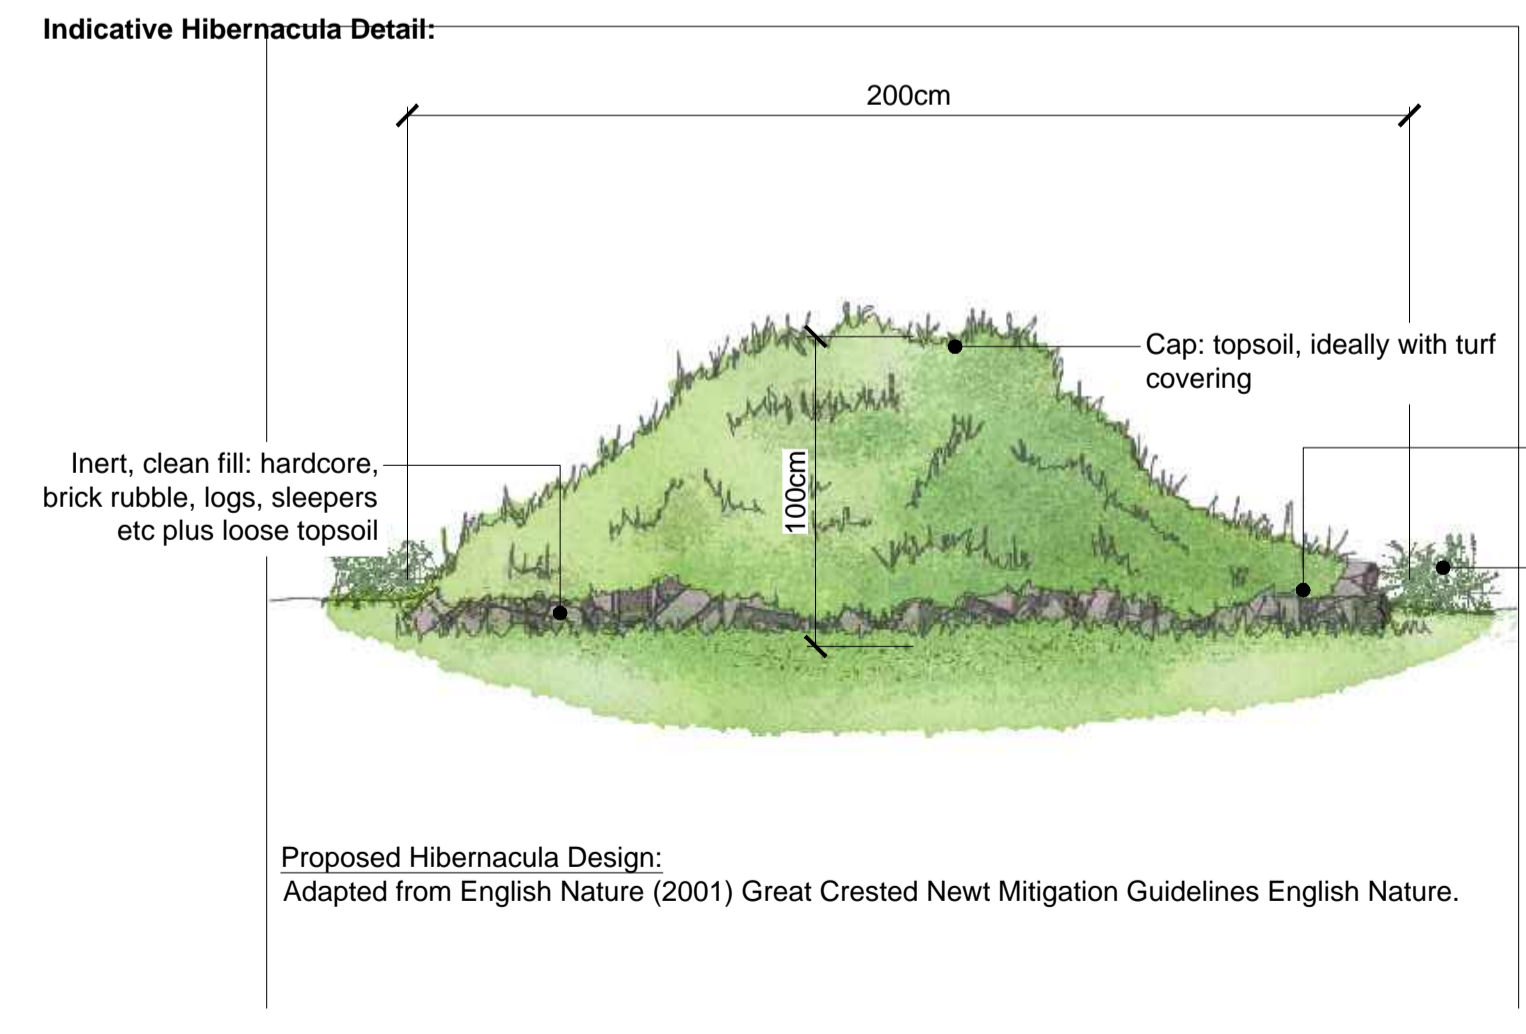 Indicative Hibernacula Detail:
200cm
Cap: topsoil, ideally with turf
covering
Inert, clean fill: hardcore,
brick rubble, logs, sleepers
etc plus loose topsoil
100cm
Proposed Hibernacula Design:
Adapted from English Nature (2001) Great Crested Newt Mitigation Guidelines English Nature.